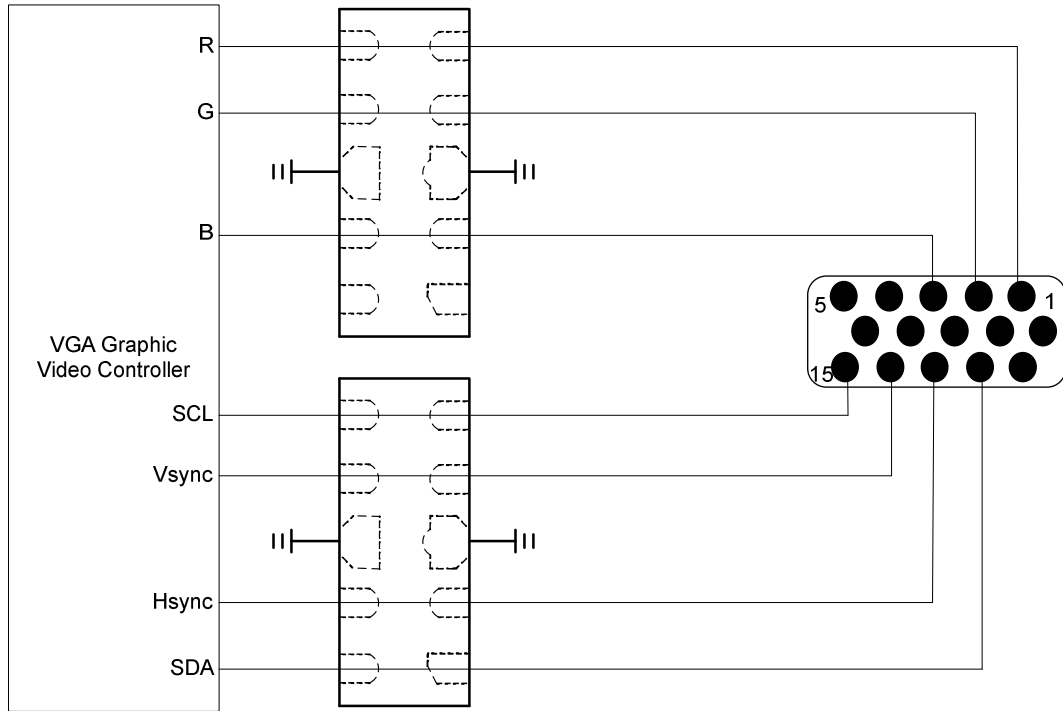 R
G
B
VGA Graphic
Video Controller
SCL
Vsync
Hsync
SDA
5
1
15